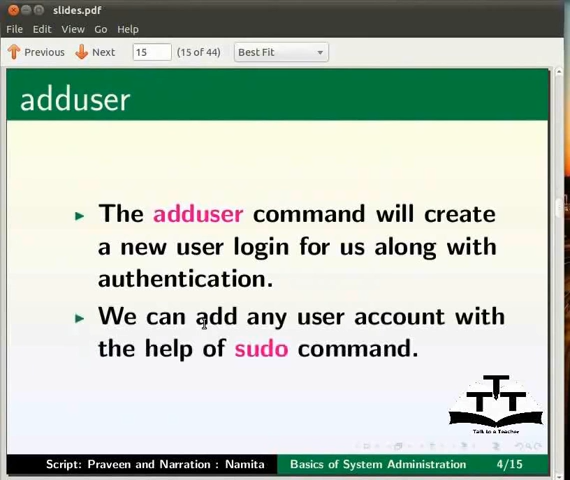 slides.pdf
File Edit View Go Help
Previous Next 15 (15 of 44) Best Fit
adduser
The adduser command will create
a new user login for us along with
authentication.
We can add any user account with
the help of sudo command.
TTT
Talk to a Teacher
Script: Praveen and Narration : Namita Basics of System Administration 4/15